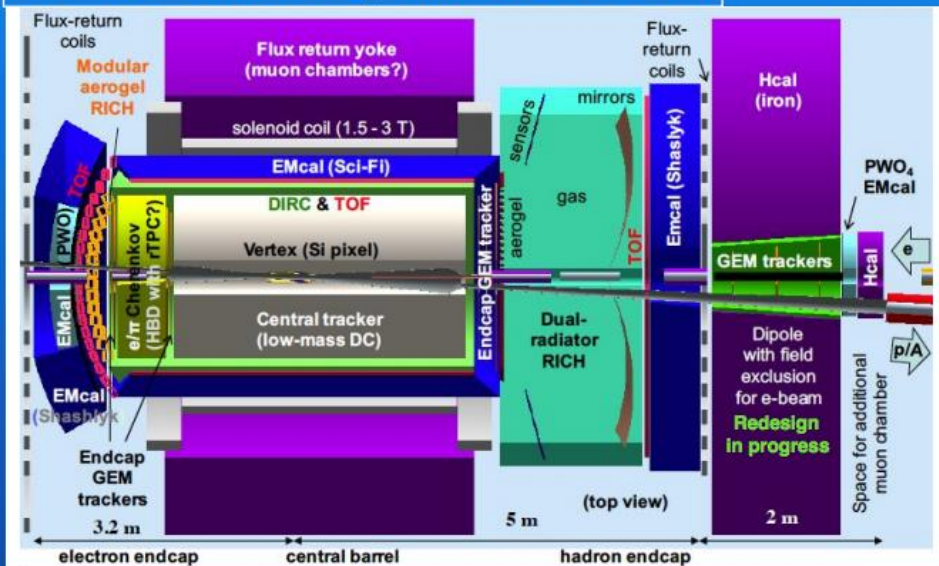 Flux-return
coils
Modular
aerogel
RICH
Flux return yoke
(muon chambers?)
solenoid coil (1.5 - 3 T)
EMcal (Sci-Fi)
DIRC & TOF
Vertex (Si pixel)
Central tracker
(low-mass DC)
TOF
(PWO)
EMcal
EMcal
(Shashlyk
e/π Cherenkov
(HBD with rTPC?)
Endcap
GEM
trackers
Endcap GEM tracker
aerogel
sensors
mirrors
gas
TOF
Dual-
radiator
RICH
Emcal (Shaslyk)
Flux-
return
coils
Hcal
(iron)
PWO4
EMcal
GEM trackers
Hcal
e
p/A
Dipole
with field
exclusion
for e-beam
Redesign
in progress
Space for additional
muon chamber
(top view)
3.2 m
5 m
2 m
electron endcap
central barrel
hadron endcap